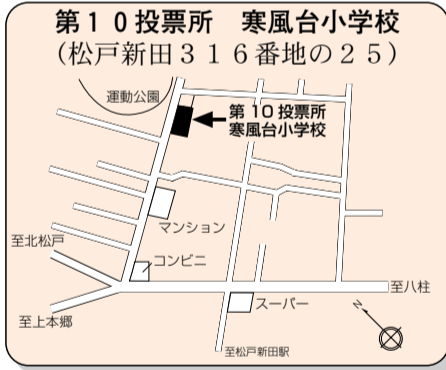 第１０投票所　寒風台小学校
（松戸新田３１６番地の２５）
運動公園
第10投票所
寒風台小学校
マンション
至北松戸
コンビニ
至八柱
スーパー
至上本郷
N
至松戸新田駅